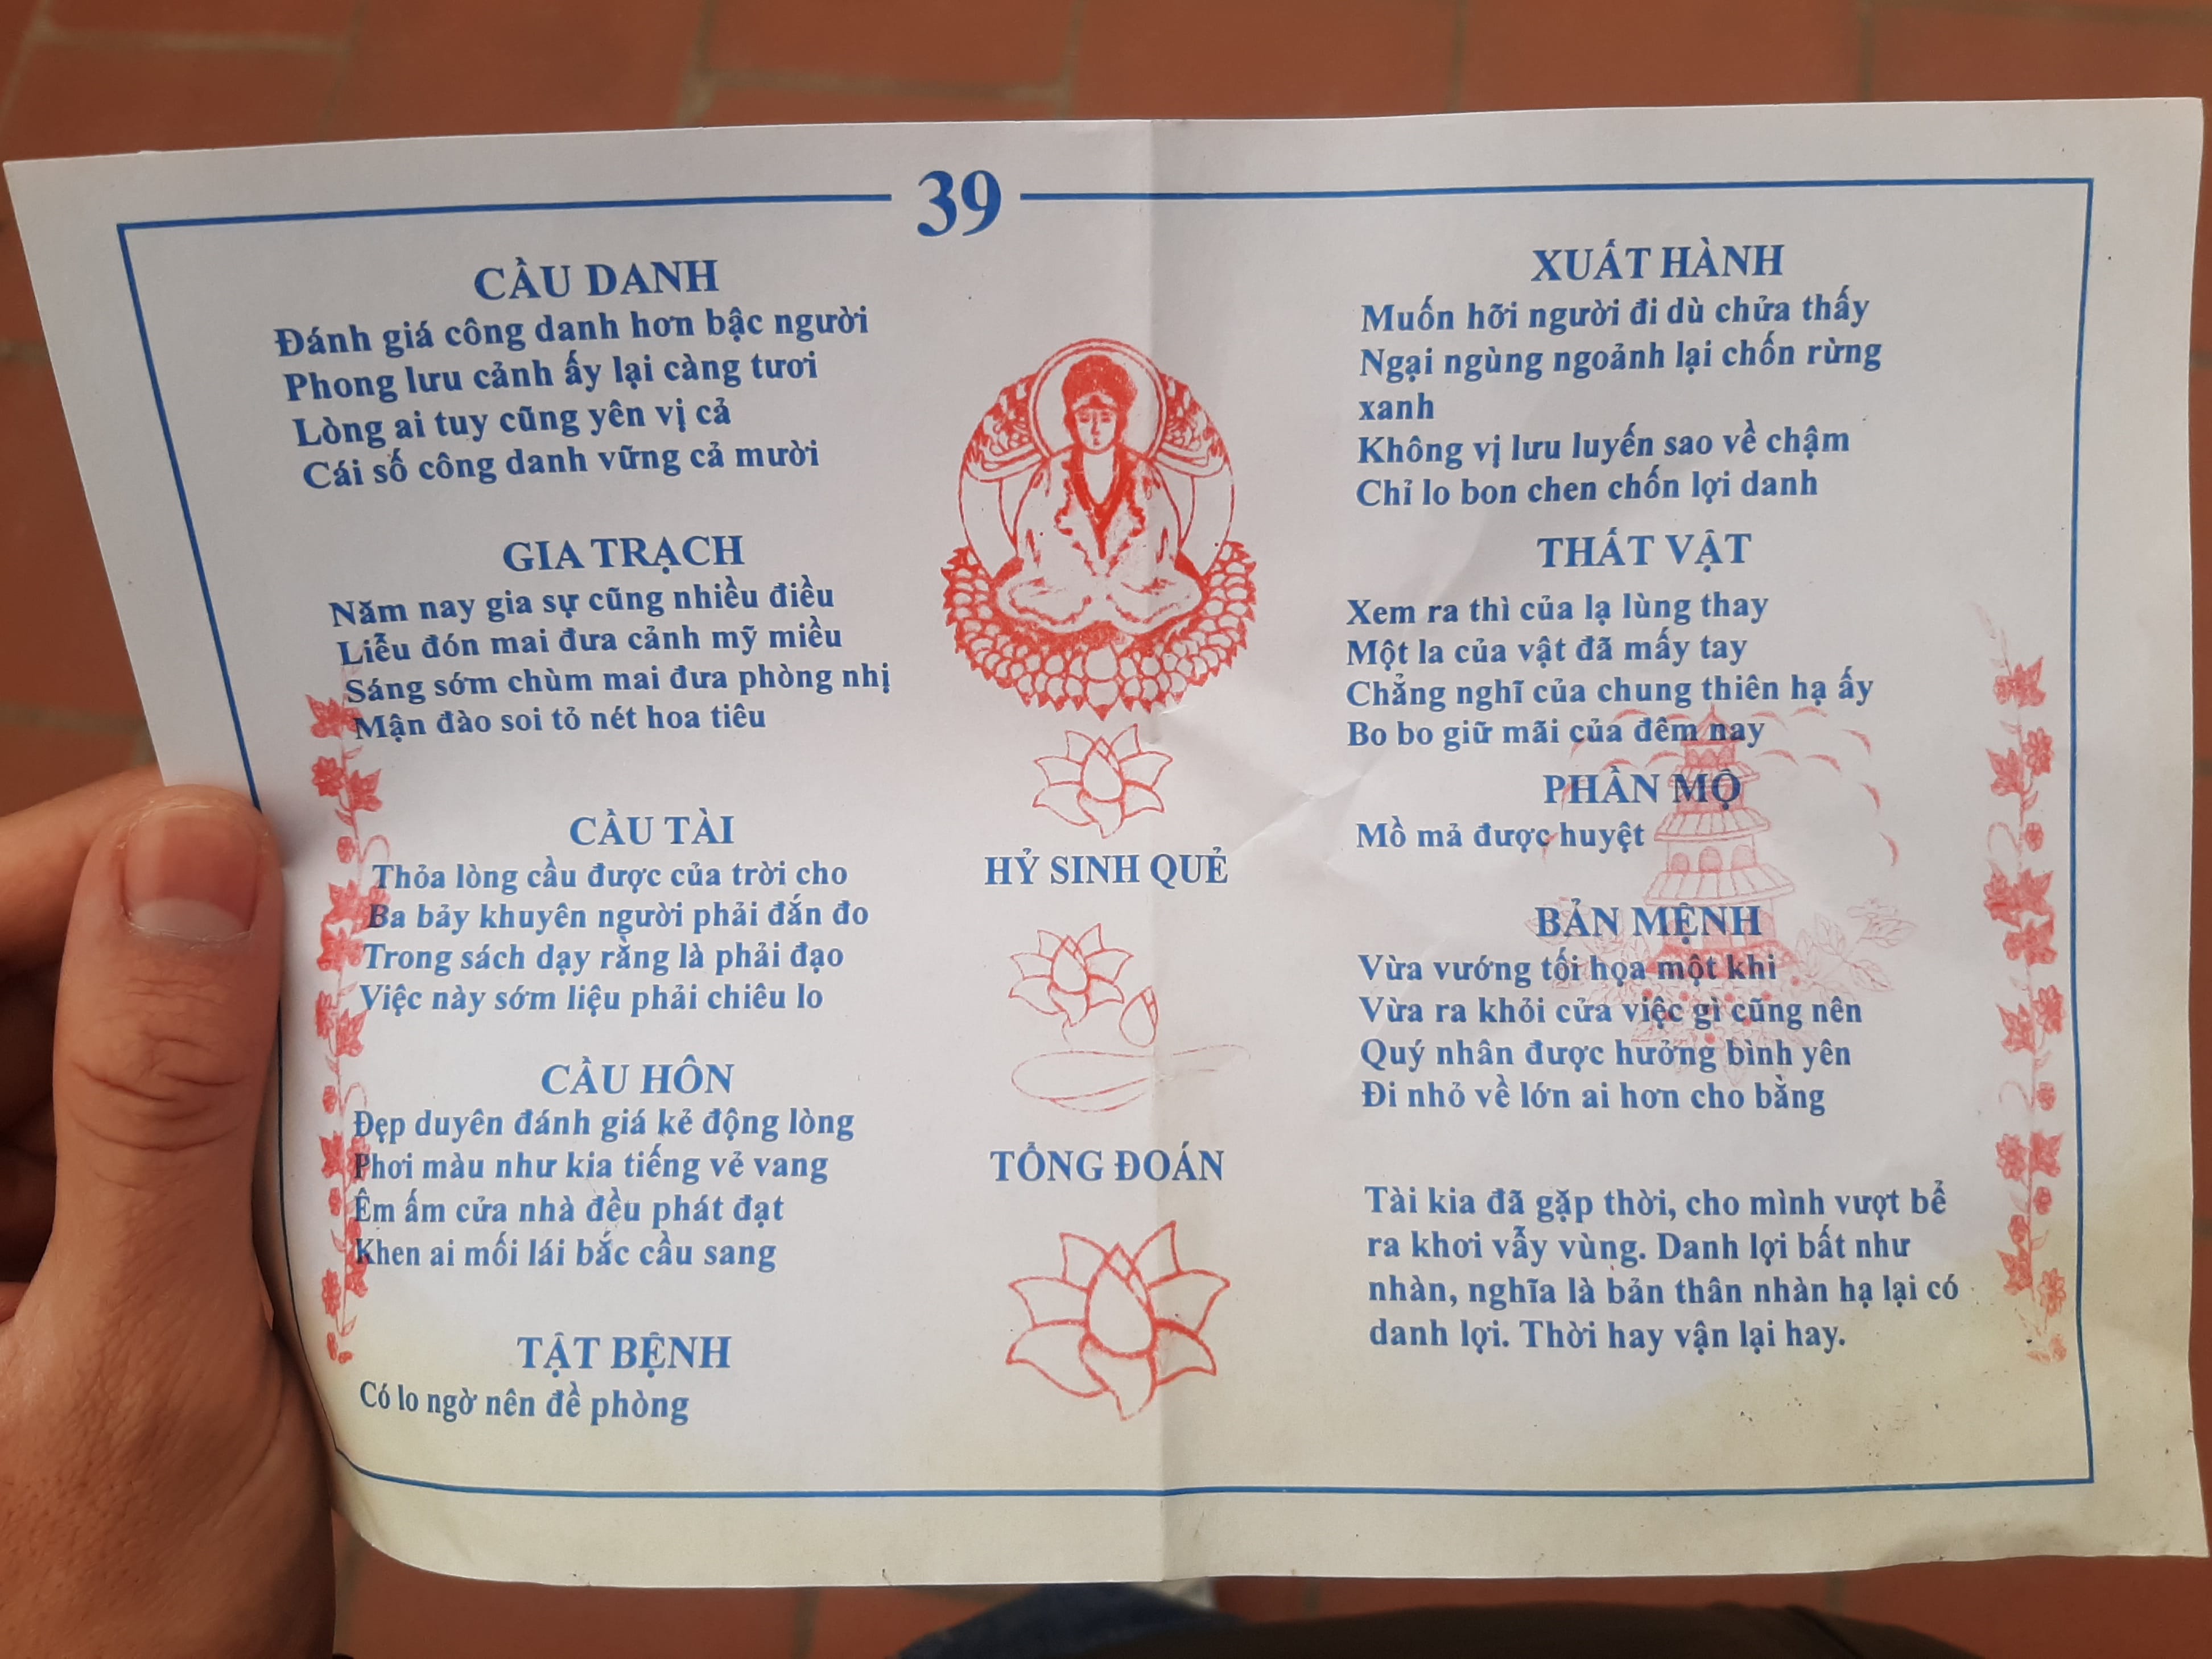 39
CẦU DANH
Đánh giá công danh hơn bậc người
Phong lưu cảnh ấy lại càng tươi
Lòng ai tuy cũng yên vị cả
Cái số công danh vững cả mười
GIA TRẠCH
Năm nay gia sự cũng nhiều điều
Liễu đón mai đưa cảnh mỹ miều
Sáng sớm chùm mai đưa phòng nhị
Mận đào soi tỏ nét hoa tiêu
CẦU TÀI
Thỏa lòng cầu được của trời cho
Ba bảy khuyên người phải đắn đo
Trong sách dạy rằng là phải đạo
Việc này sớm liệu phải chiêu lo
CẦU HÔN
Đẹp duyên đánh giá kẻ động lòng
Phơi màu như kia tiếng vẻ vang
Êm ấm cửa nhà đều phát đạt
Khen ai mối lái bắc cầu sang
TẬT BỆNH
Có lo ngờ nên đề phòng
HỶ SINH QUẺ
TỔNG ĐOÁN
XUẤT HÀNH
Muốn hỡi người đi dù chửa thấy
Ngại ngùng ngoảnh lại chốn rừng
xanh
Không vị lưu luyến sao về chậm
Chỉ lo bon chen chốn lợi danh
THẤT VẬT
Xem ra thì của lạ lùng thay
Một la của vật đã mấy tay
Chẳng nghĩ của chung thiên hạ ấy
Bo bo giữ mãi của đêm nay
PHẦN MỘ
Mồ mả được huyệt
BẢN MỆNH
Vừa vướng tối họa một khi
Vừa ra khỏi cửa việc gì cũng nên
Quý nhân được hưởng bình yên
Đi nhỏ về lớn ai hơn cho bằng
Tài kia đã gặp thời, cho mình vượt bể
ra khơi vẫy vùng. Danh lợi bất như
nhàn, nghĩa là bản thân nhàn hạ lại có
danh lợi. Thời hay vận lại hay.